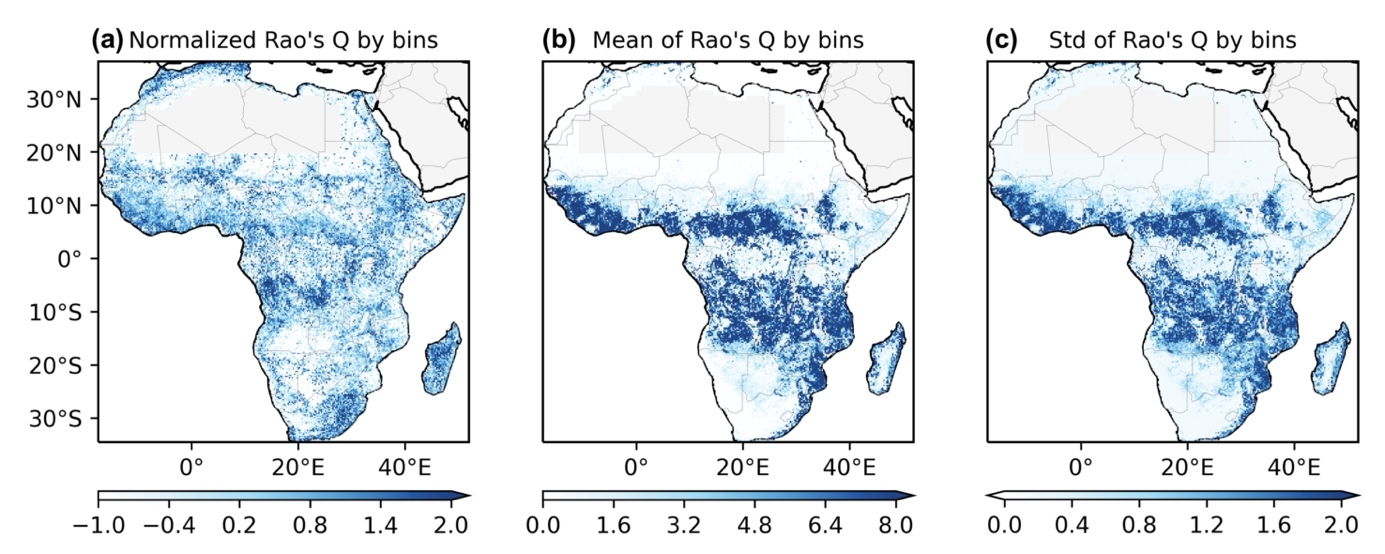 (a) Normalized Rao's Q by bins
(b) Mean of Rao's Q by bins
(c) Std of Rao's Q by bins
30°N
20°N
10°N
0°
10°S
20°S
30°S
0° 20°E 40°E
0° 20°E 40°E
0° 20°E 40°E
−1.0 −0.4 0.2 0.8 1.4 2.0
0.0 1.6 3.2 4.8 6.4 8.0
0.0 0.4 0.8 1.2 1.6 2.0